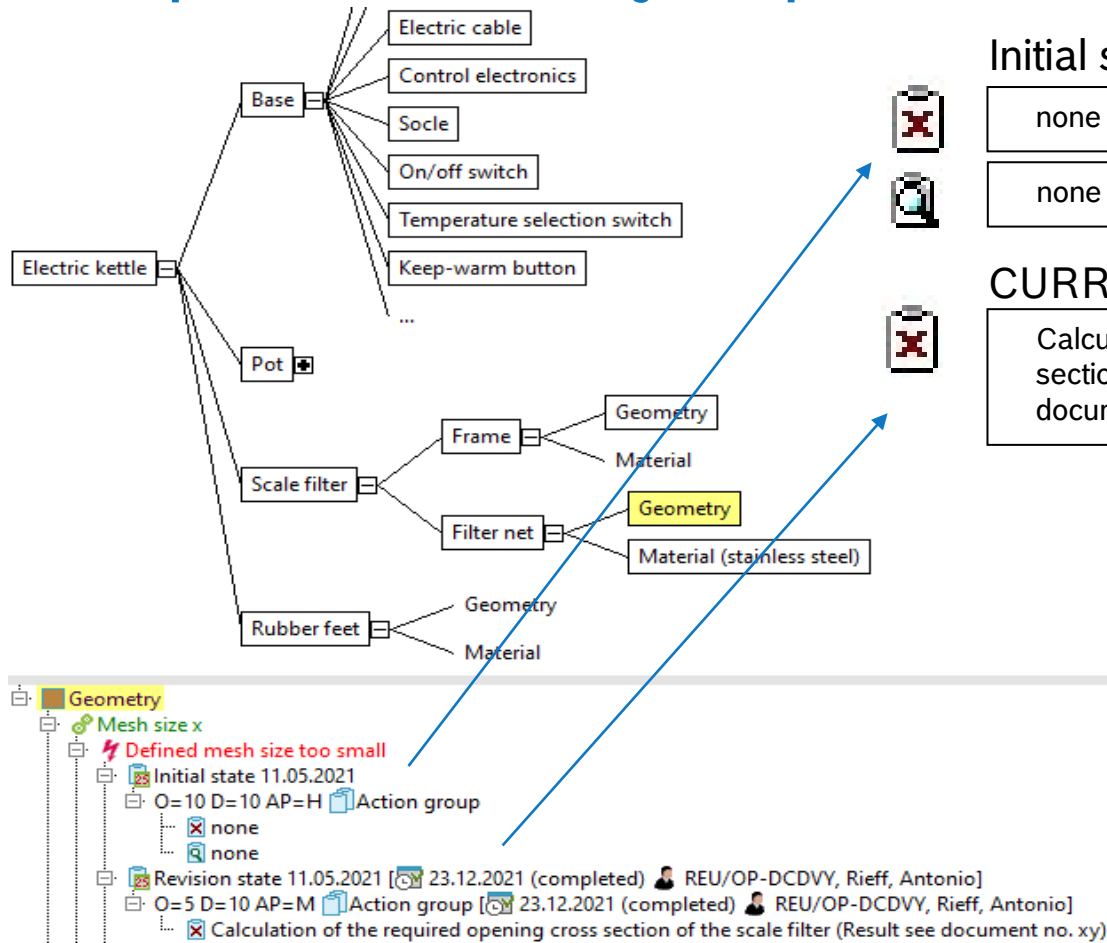 Electric cable
Control electronics
Base
Socle
On/off switch
Temperature selection switch
Electric kettle
Keep-warm button
...
Pot
Geometry
Frame
Material
Scale filter
Geometry
Filter net
Material (stainless steel)
Geometry
Rubber feet
Material
Initial
none
none
CURR
Geometry
Mesh size x
Defined mesh size too small
Initial state 11.05.2021
O=10 D=10 AP=H Action group
none
none
Revision state 11.05.2021 [ 23.12.2021 (completed) REU/OP-DCDVY, Rieff, Antonio]
O=5 D=10 AP=M Action group [ 23.12.2021 (completed) REU/OP-DCDVY, Rieff, Antonio]
Calculation of the required opening cross section of the scale filter (Result see document no. xy)